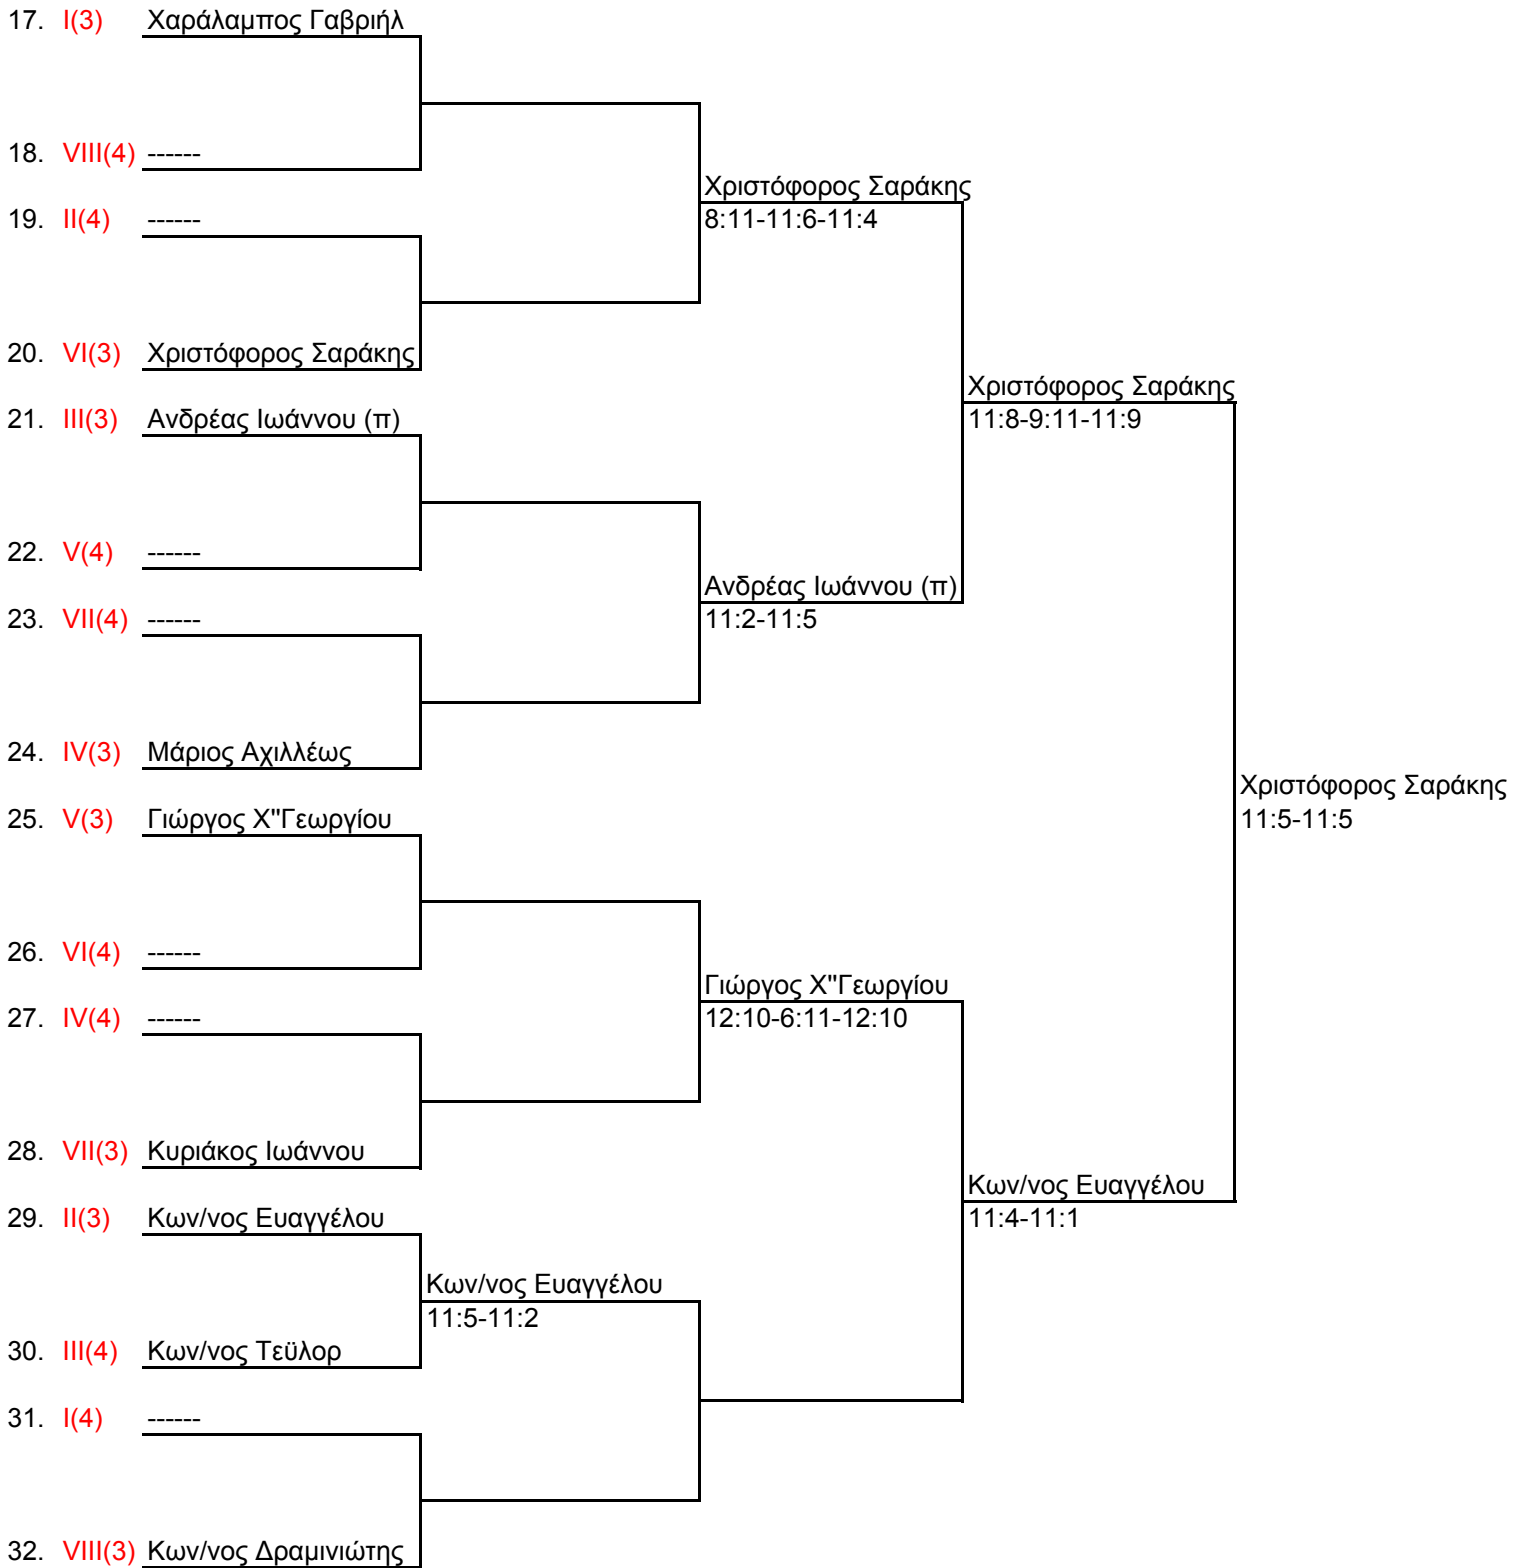 17. I(3) Χαράλαμπος Γαβριήλ
18. VIII(4) ------
Χριστόφορος Σαράκης
19. II(4) ------
8:11-11:6-11:4
20. VI(3) Χριστόφορος Σαράκης
Χριστόφορος Σαράκης
21. III(3) Ανδρέας Ιωάννου (π)
11:8-9:11-11:9
22. V(4) ------
Ανδρέας Ιωάννου (π)
23. VII(4) ------
11:2-11:5
24. IV(3) Μάριος Αχιλλέως
Χριστόφορος Σαράκης
25. V(3) Γιώργος Χ"Γεωργίου
11:5-11:5
26. VI(4) ------
Γιώργος Χ"Γεωργίου
27. IV(4) ------
12:10-6:11-12:10
28. VII(3) Κυριάκος Ιωάννου
Κων/νος Ευαγγέλου
29. II(3) Κων/νος Ευαγγέλου
11:4-11:1
Κων/νος Ευαγγέλου
11:5-11:2
30. III(4) Κων/νος Τεϋλορ
31. I(4) ------
32. VIII(3) Κων/νος Δραμινιώτης